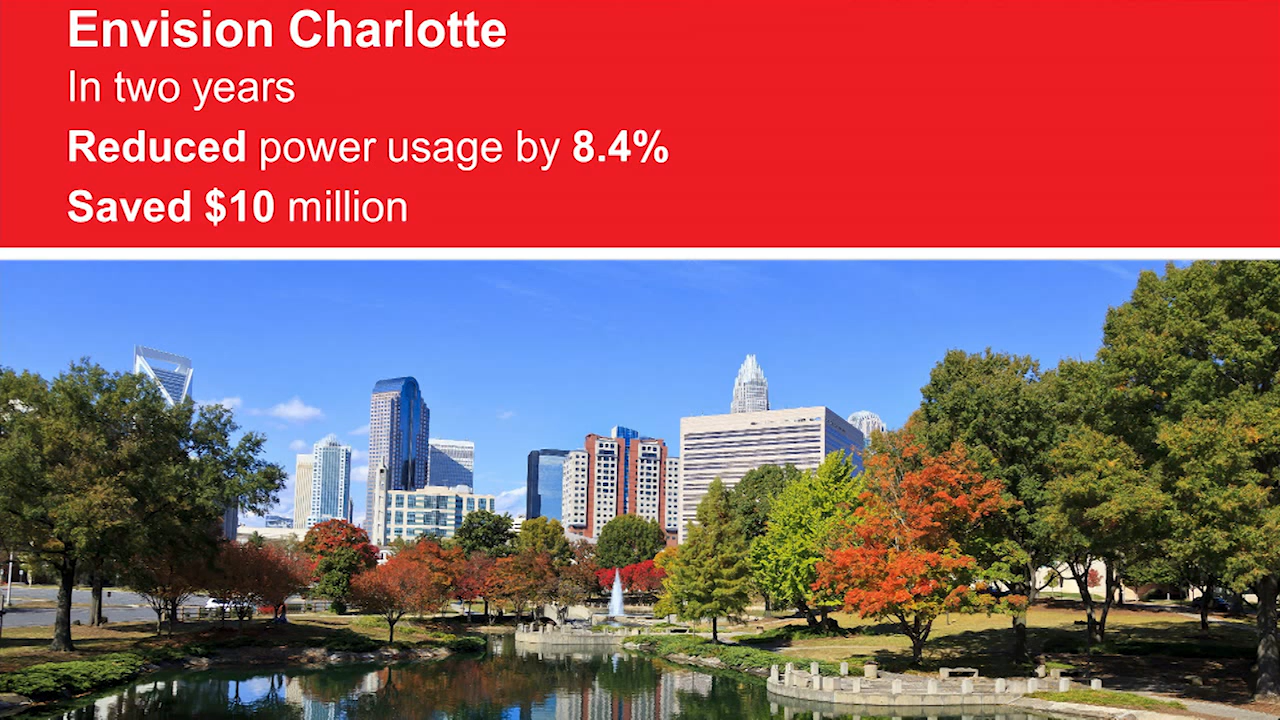 Envision Charlotte
In two years
Reduced power usage by 8.4%
Saved $10 million